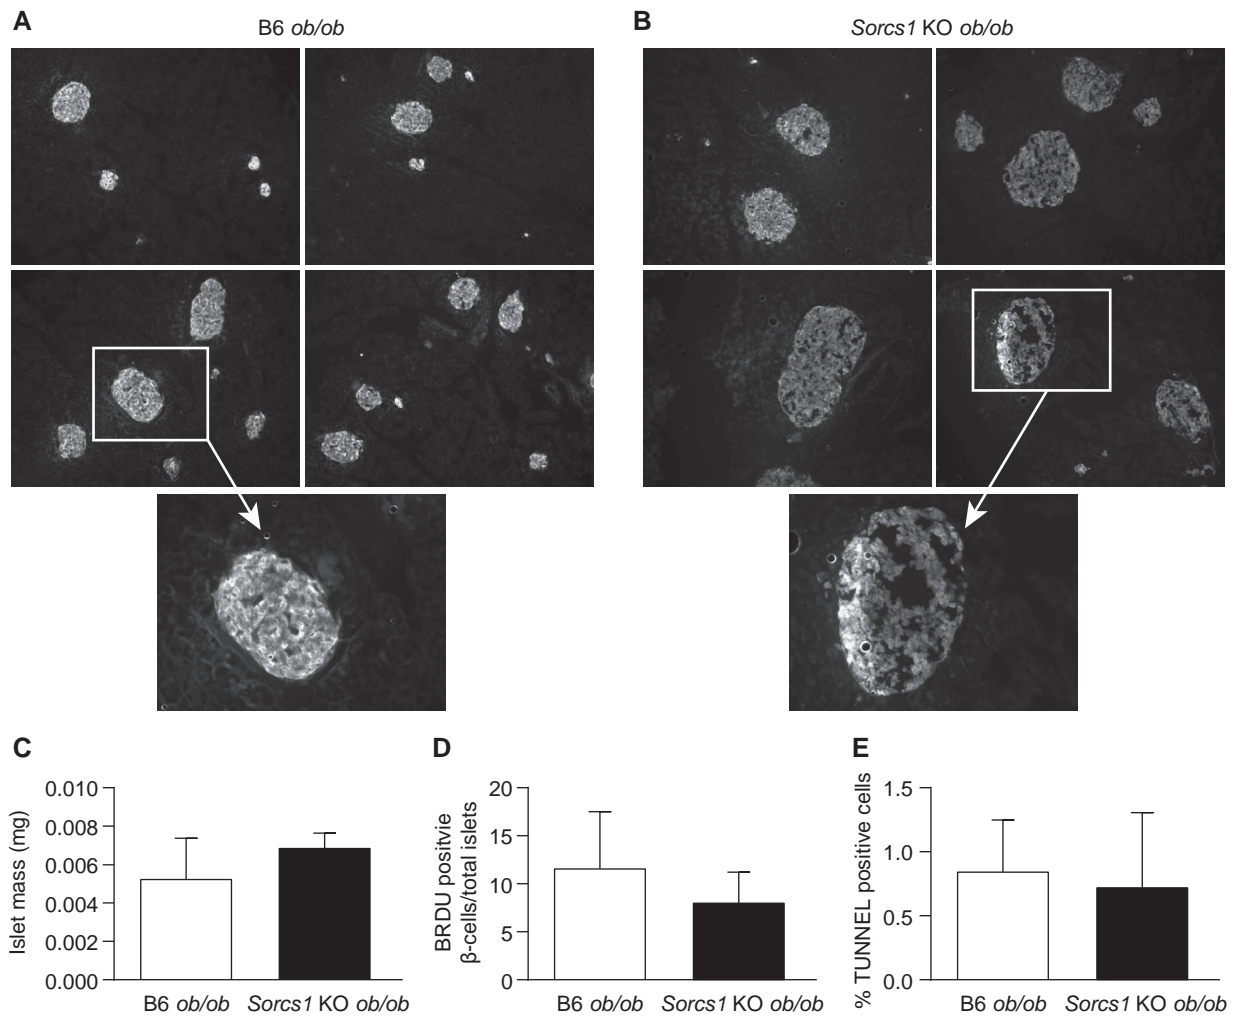 A
B6 ob/ob
B
Sorcs1 KO ob/ob
C
Islet mass (mg)
0.010
0.008
0.006
0.004
0.002
0.000
B6 ob/ob
Sorcs1 KO ob/ob
D
BRDU positvie
β-cells/total islets
20
15
10
5
0
B6 ob/ob
Sorcs1 KO ob/ob
E
% TUNNEL positive cells
1.5
1.0
0.5
0.0
B6 ob/ob
Sorcs1 KO ob/ob